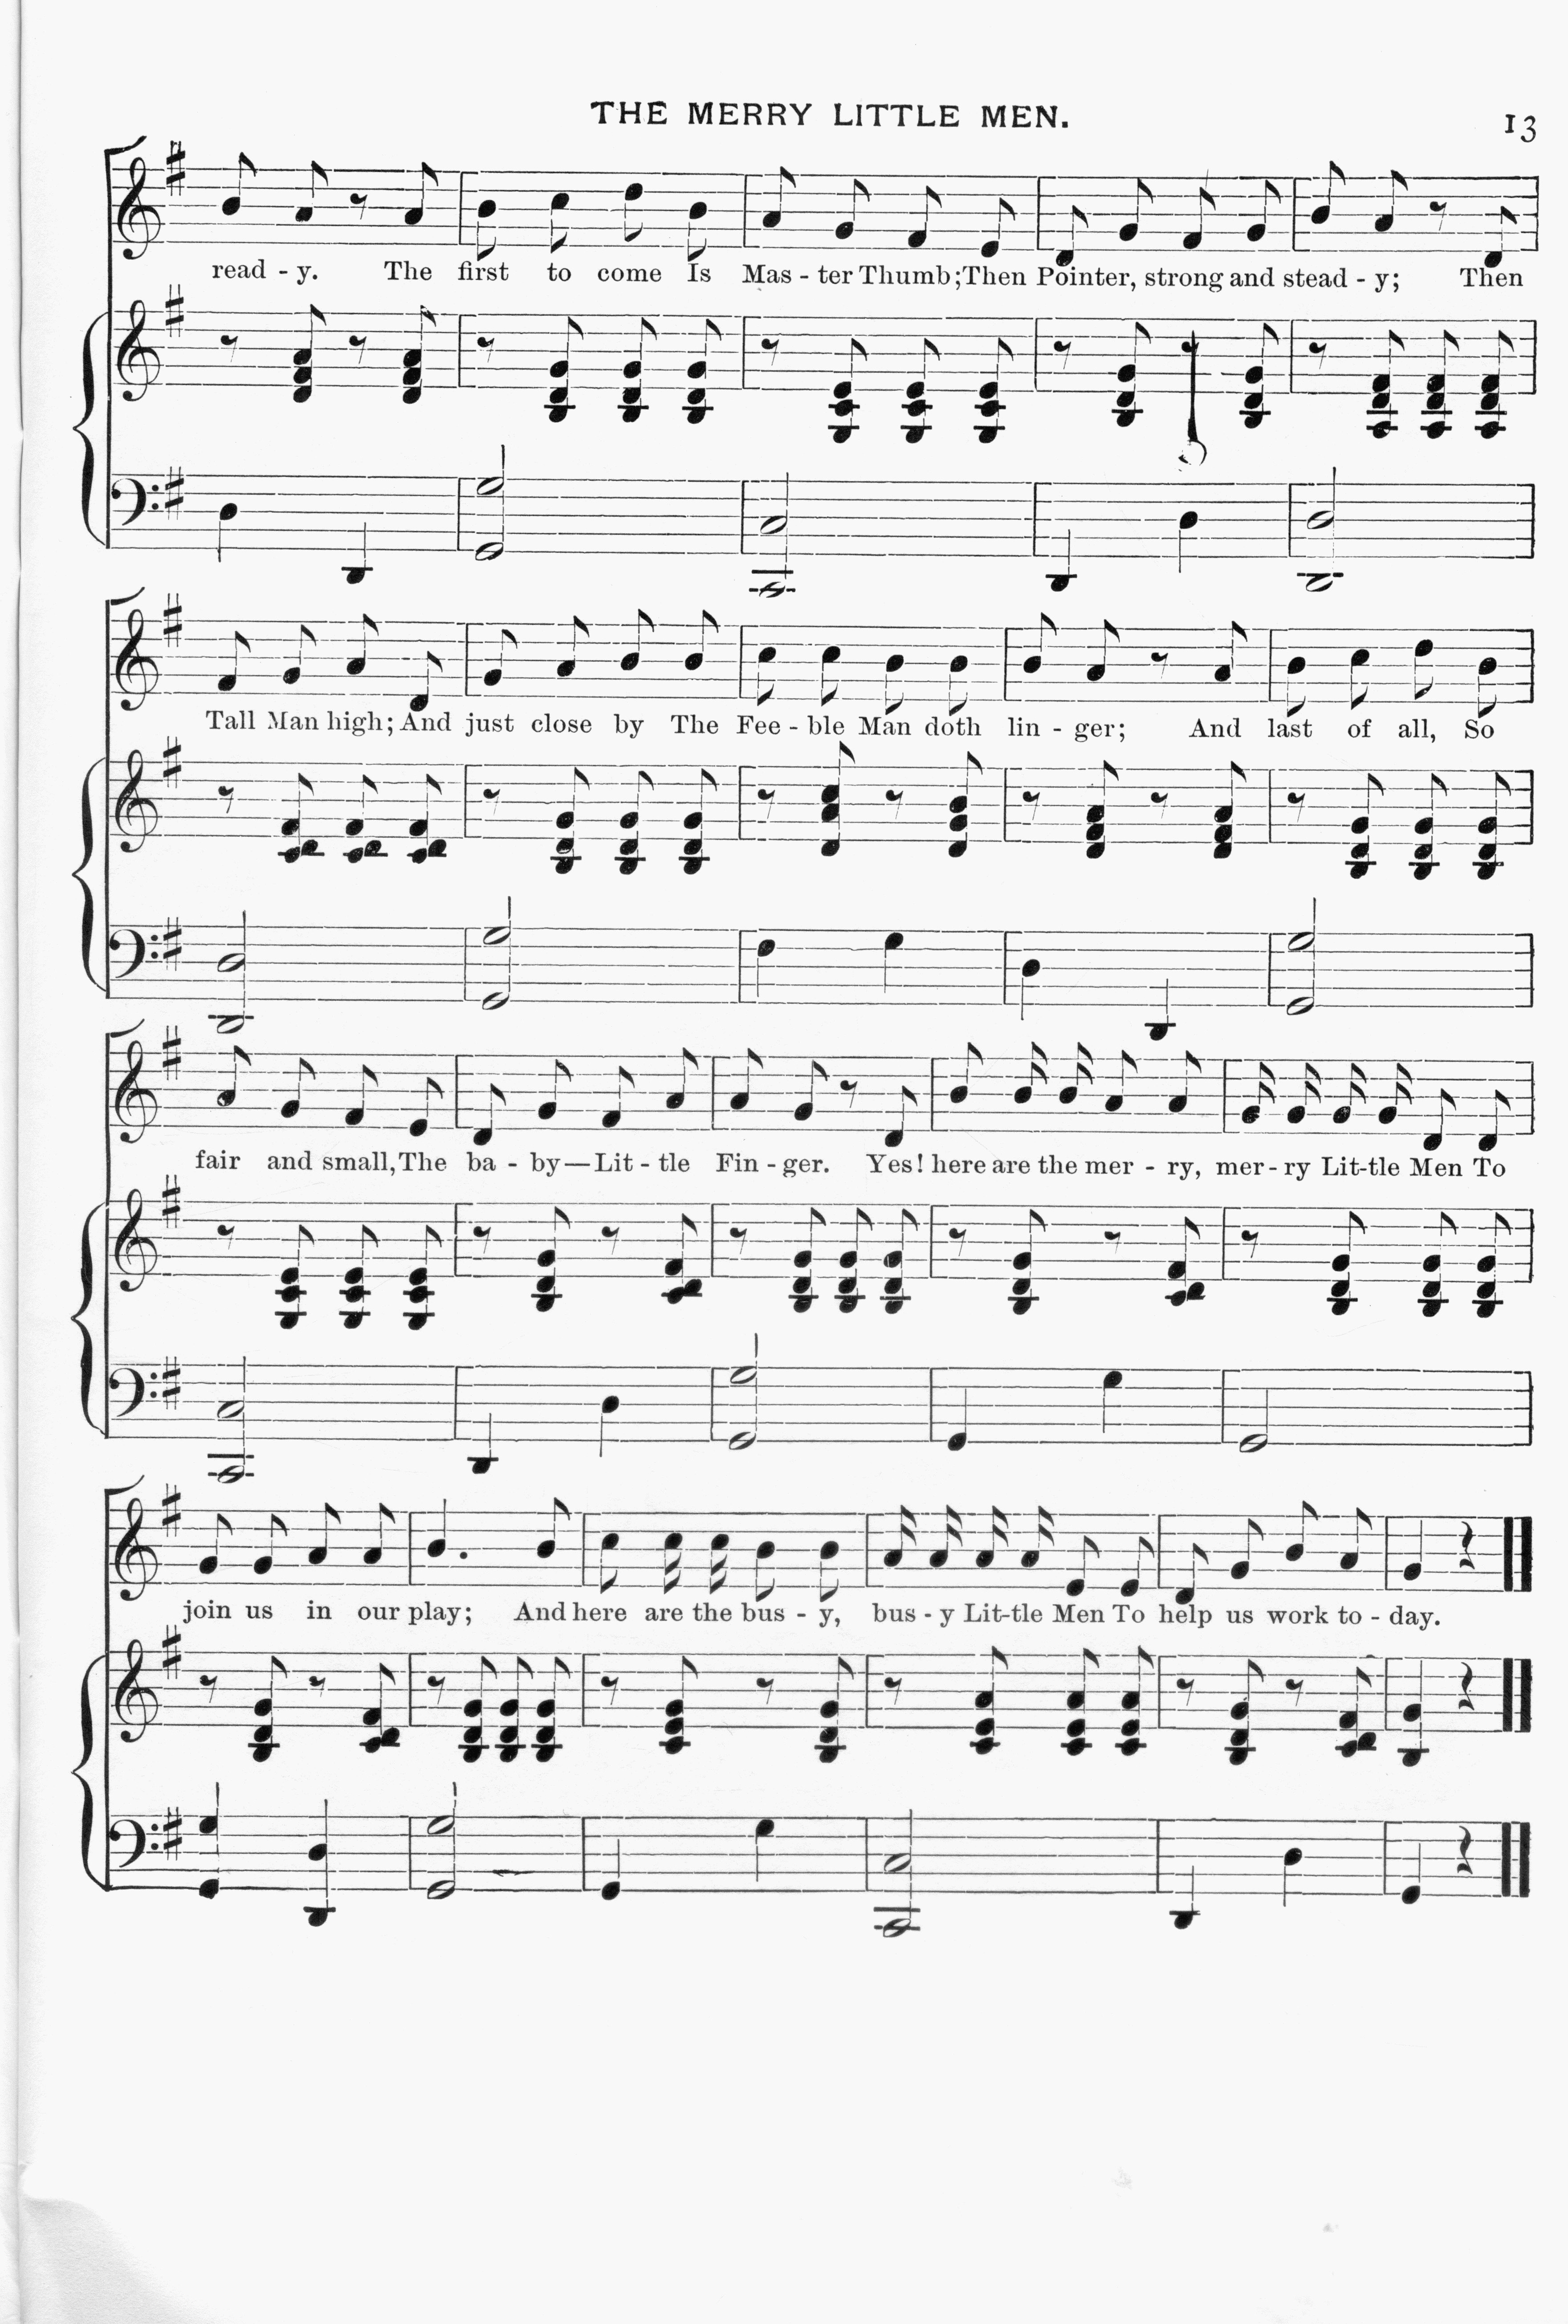 THE MERRY LITTLE MEN.
13
read - y. The first to come Is Mas - ter Thumb; Then Pointer, strong and stead - y; Then
Tall Man high; And just close by The Fee - ble Man doth lin - ger; And last of all, So
fair and small, The ba - by—Lit - tle Fin - ger. Yes! here are the mer - ry, mer - ry Lit-tle Men To
join us in our play; And here are the bus - y, bus - y Lit-tle Men To help us work to - day.